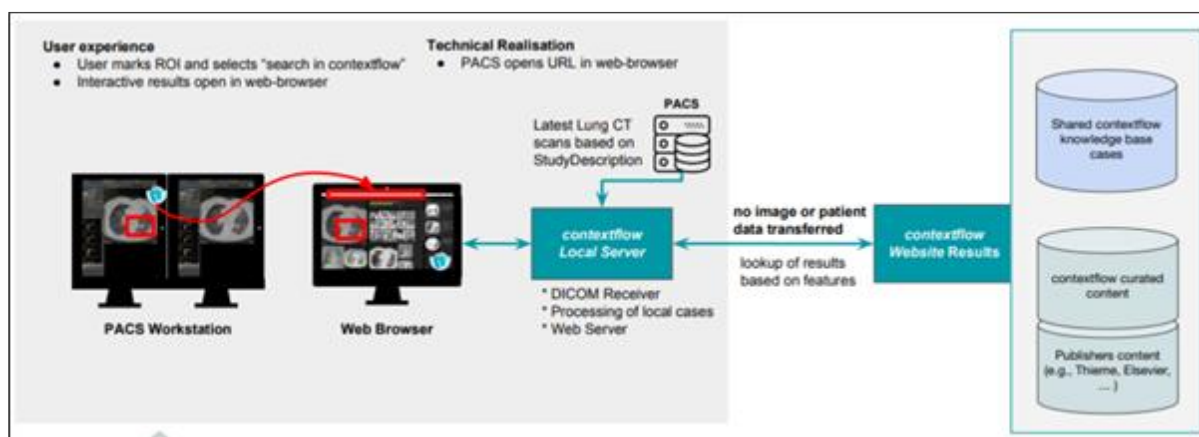 User experience
● User marks ROI and selects "search in contextflow"
● Interactive results open in web-browser
Technical Realisation
● PACS opens URL in web-browser
PACS
Latest Lung CT
scans based on
StudyDescription
PACS Workstation
Web Browser
contextflow
Local Server
* DICOM Receiver
* Processing of local cases
* Web Server
no image or patient
data transferred
lookup of results
based on features
contextflow
Website Results
Shared contextflow
knowledge base
cases
contextflow curated
content
Publishers content
(e.g., Thieme, Elsevier,
... )